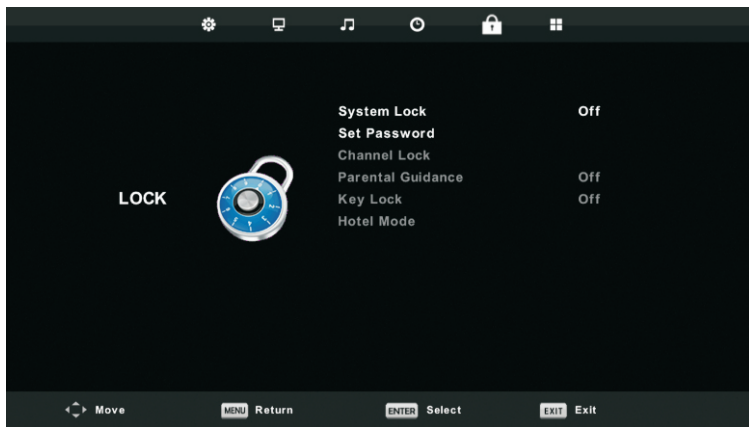 System Lock Off
Set Password
Channel Lock
Parental Guidance Off
LOCK
Key Lock Off
Hotel Mode
Move MENU Return ENTER Select EXIT Exit